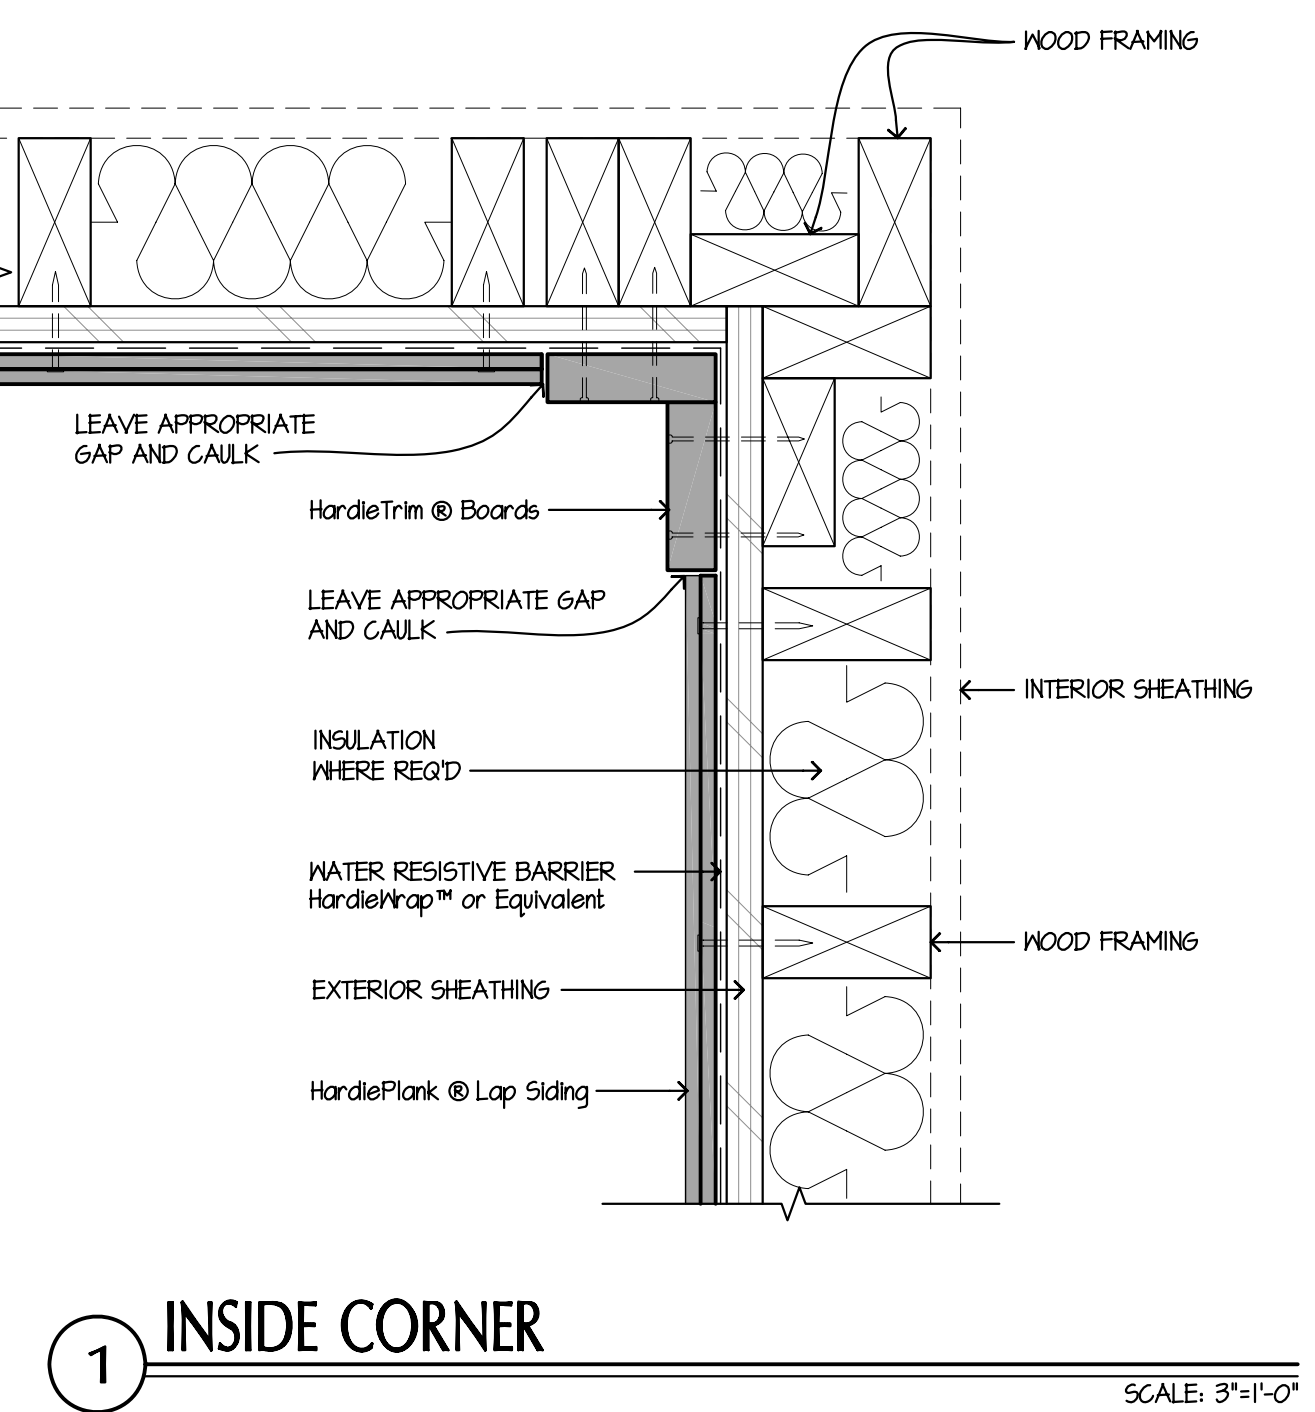 WOOD FRAMING
LEAVE APPROPRIATE
GAP AND CAULK
HardieTrim ® Boards
LEAVE APPROPRIATE GAP
AND CAULK
INTERIOR SHEATHING
INSULATION
WHERE REQ'D
WATER RESISTIVE BARRIER
HardieWrap™ or Equivalent
WOOD FRAMING
EXTERIOR SHEATHING
HardiePlank ® Lap Siding
1
INSIDE CORNER
SCALE: 3"=1'-0"